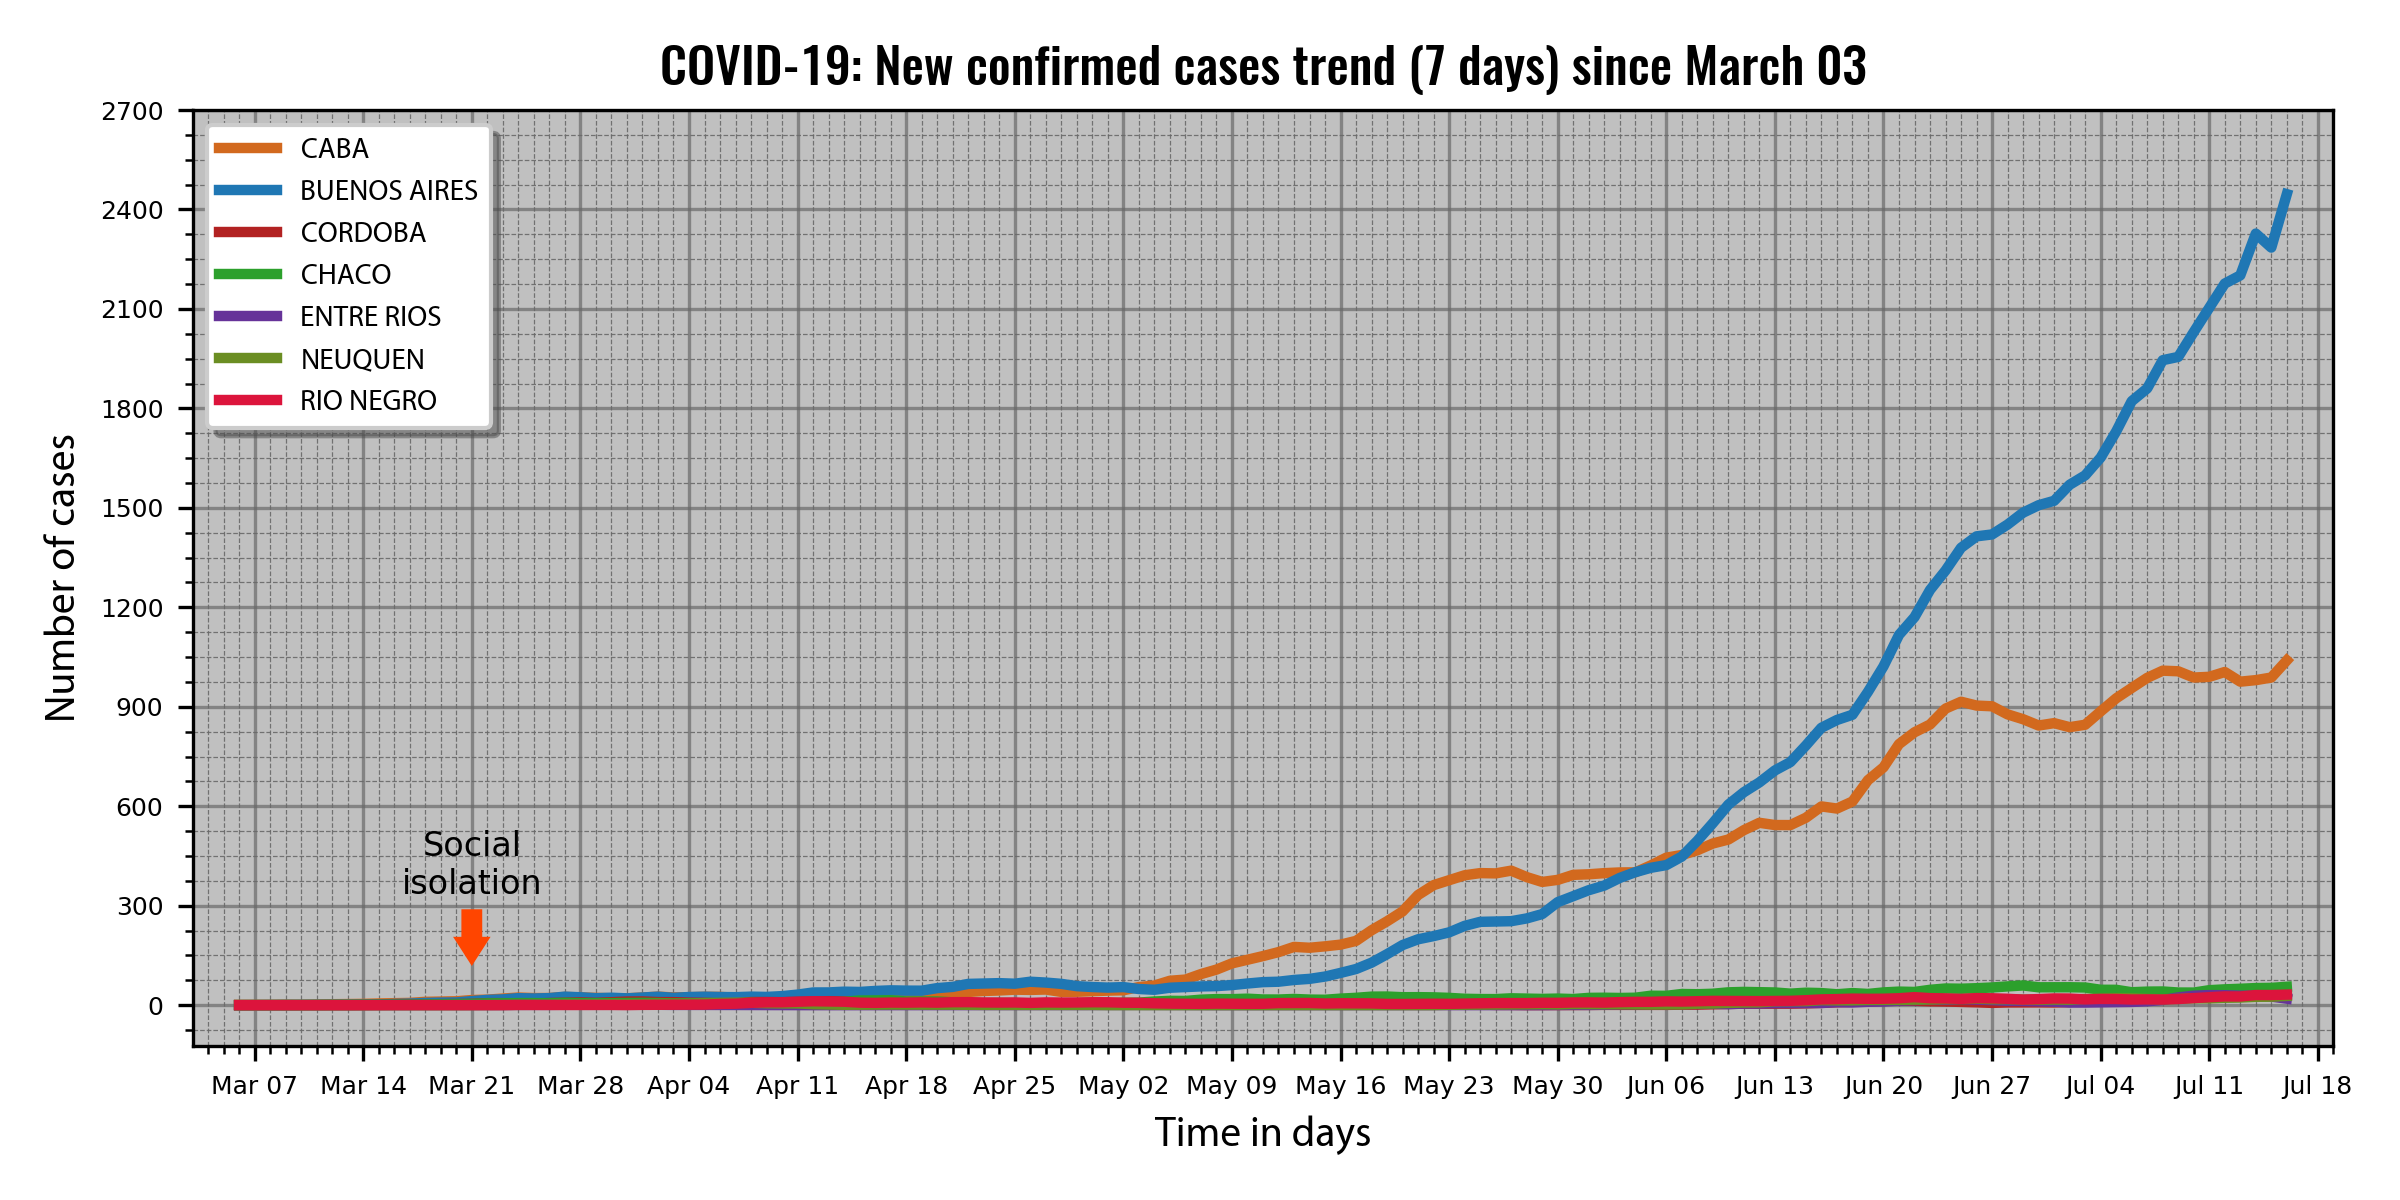 COVID-19: New confirmed cases trend (7 days) since March 03
2700
2400
2100
1800
1500
1200
900
600
300
0
Number of cases
CABA
BUENOS AIRES
CORDOBA
CHACO
ENTRE RIOS
NEUQUEN
RIO NEGRO
Social
isolation
Mar 07 Mar 14 Mar 21 Mar 28 Apr 04 Apr 11 Apr 18 Apr 25 May 02 May 09 May 16 May 23 May 30 Jun 06 Jun 13 Jun 20 Jun 27 Jul 04 Jul 11 Jul 18
Time in days